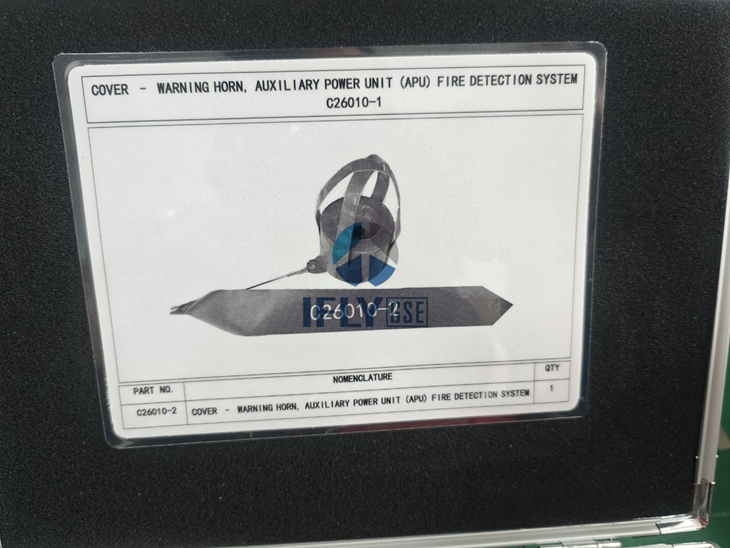 COVER - WARNING HORN, AUXILIARY POWER UNIT (APU) FIRE DETECTION SYSTEM
C26010-1
C26010-2
IFLY GSE
PART NO. NOMENCLATURE QTY
C26010-2 COVER - WARNING HORN, AUXILIARY POWER UNIT (APU) FIRE DETECTION SYSTEM 1